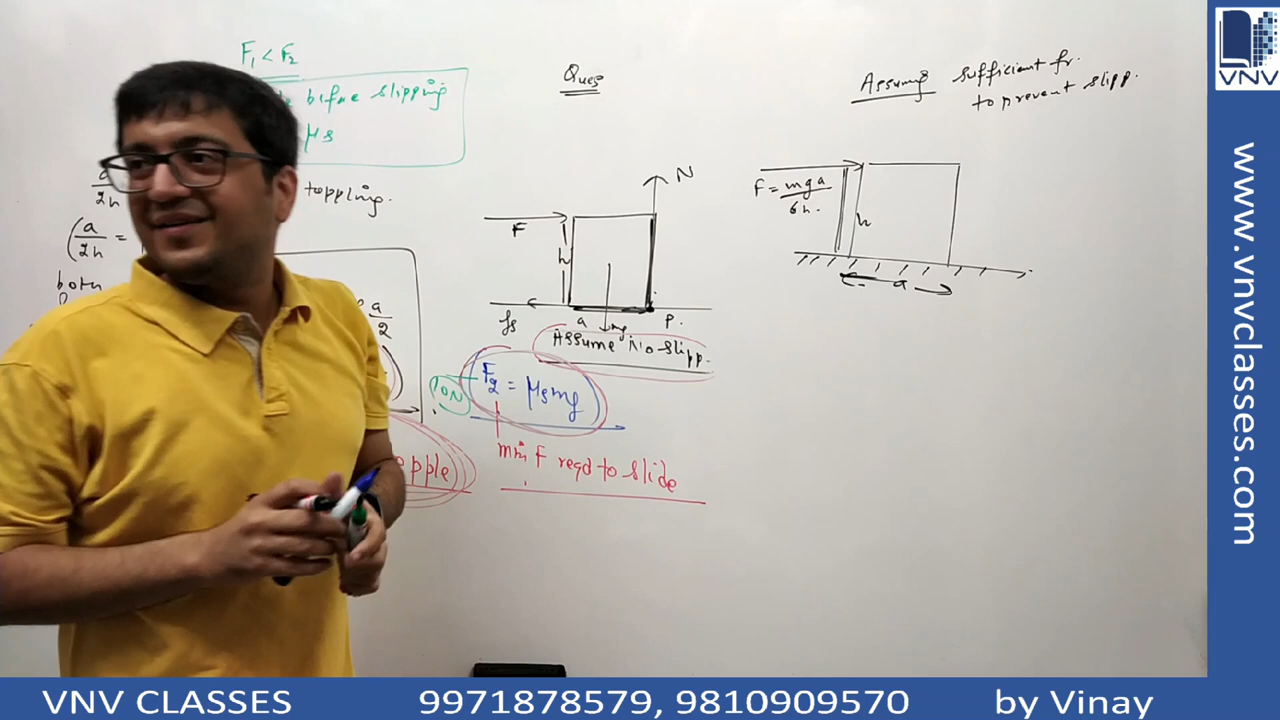 F₁ < F₂
before slipping
μs
a/2h
toppling.
(a/2h =
both
a/2
topple)
Ques
N
F
h
fs
a
mg
P.
Assume No slipp.
10N
F₂ = μsmg
min F reqd to slide
Assuming sufficient fr.
to prevent slipp.
F = mga/6h.
h
a
VNV
www.vnvclasses.com
VNV CLASSES 9971878579, 9810909570 by Vinay